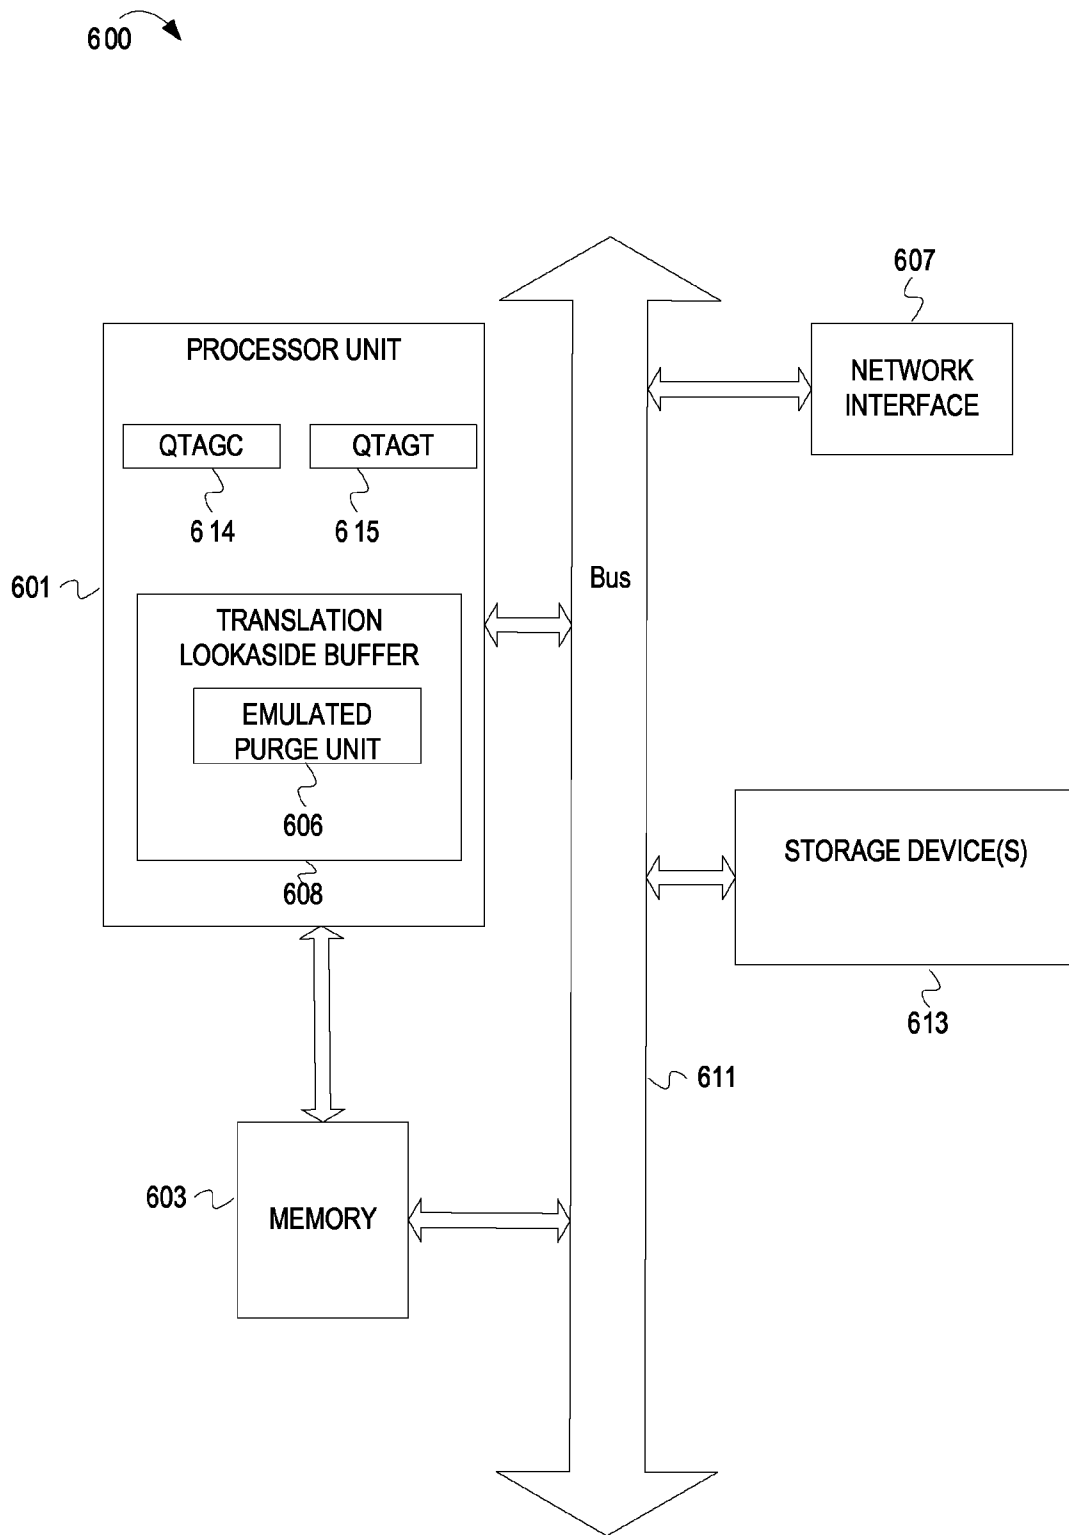 600
607
PROCESSOR UNIT
NETWORK
INTERFACE
QTAGC
QTAGT
614
615
601
Bus
TRANSLATION
LOOKASIDE BUFFER
EMULATED
PURGE UNIT
606
608
STORAGE DEVICE(S)
613
611
603
MEMORY